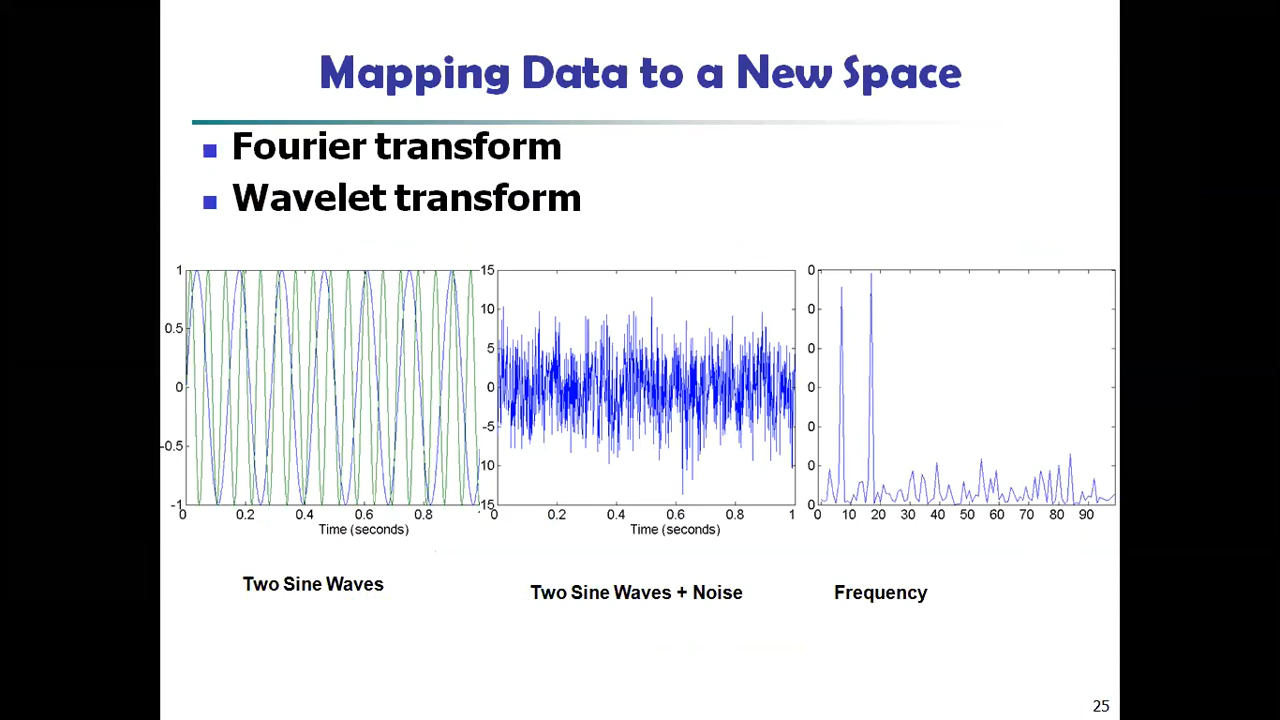 Mapping Data to a New Space
Fourier transform
Wavelet transform
1
0.5
0
-0.5
-1
0 0.2 0.4 0.6 0.8
Time (seconds)
Two Sine Waves
15
10
5
0
-5
10
15
0 0.2 0.4 0.6 0.8 1
Time (seconds)
Two Sine Waves + Noise
0
0
0
0
0
0
0
0 10 20 30 40 50 60 70 80 90
Frequency
25